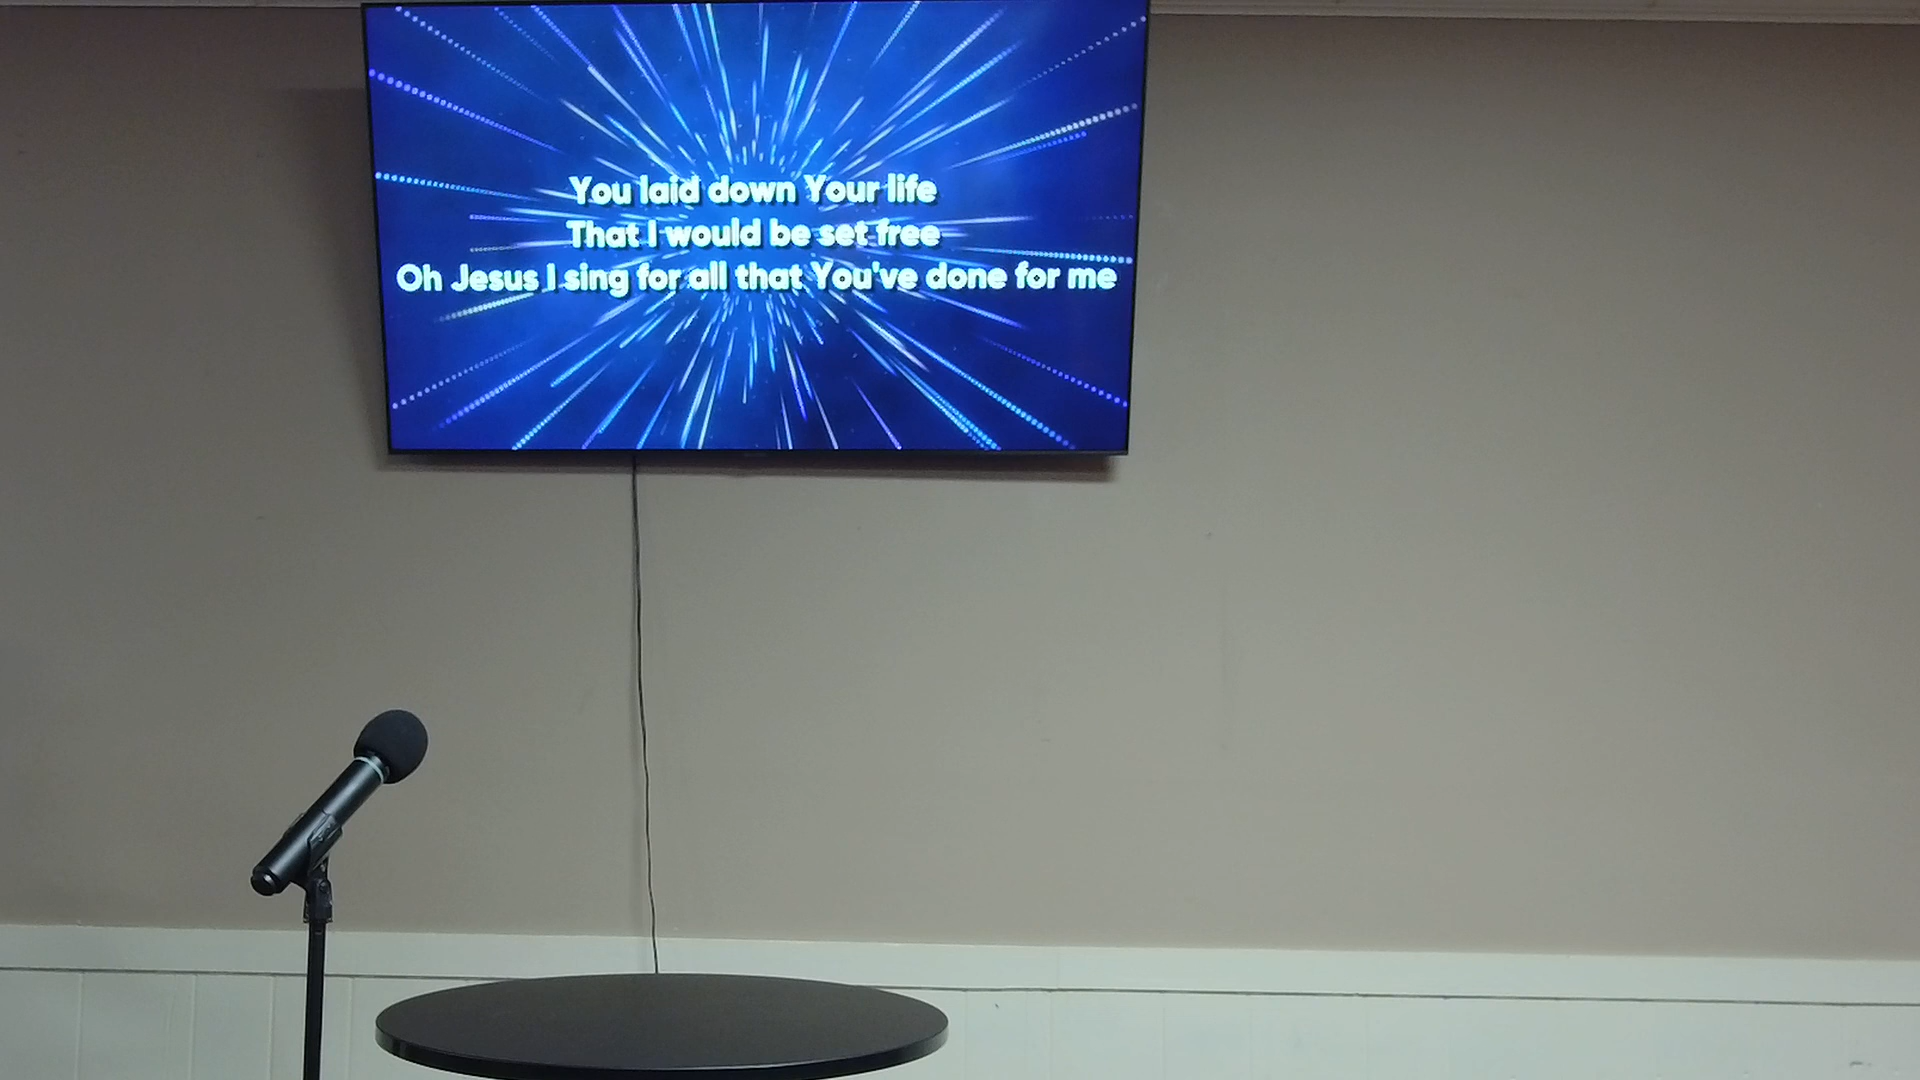 You laid down Your life
That I would be set free
Oh Jesus I sing for all that You've done for me